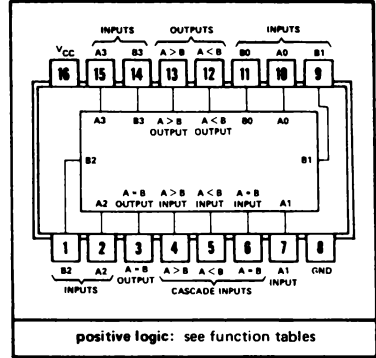 INPUTS OUTPUTS INPUTS
VCC A3 B3 A > B A < B B0 A0 B1
16 15 14 13 12 11 10 9
A3 B3 A > B A < B B0 A0
OUTPUT OUTPUT
B2 B1
A = B A > B A < B A = B
A2 OUTPUT INPUT INPUT INPUT A1
1 2 3 4 5 6 7 8
B2 A2 A = B A > B A < B A = B A1 GND
INPUTS OUTPUT CASCADE INPUTS INPUT
positive logic: see function tables